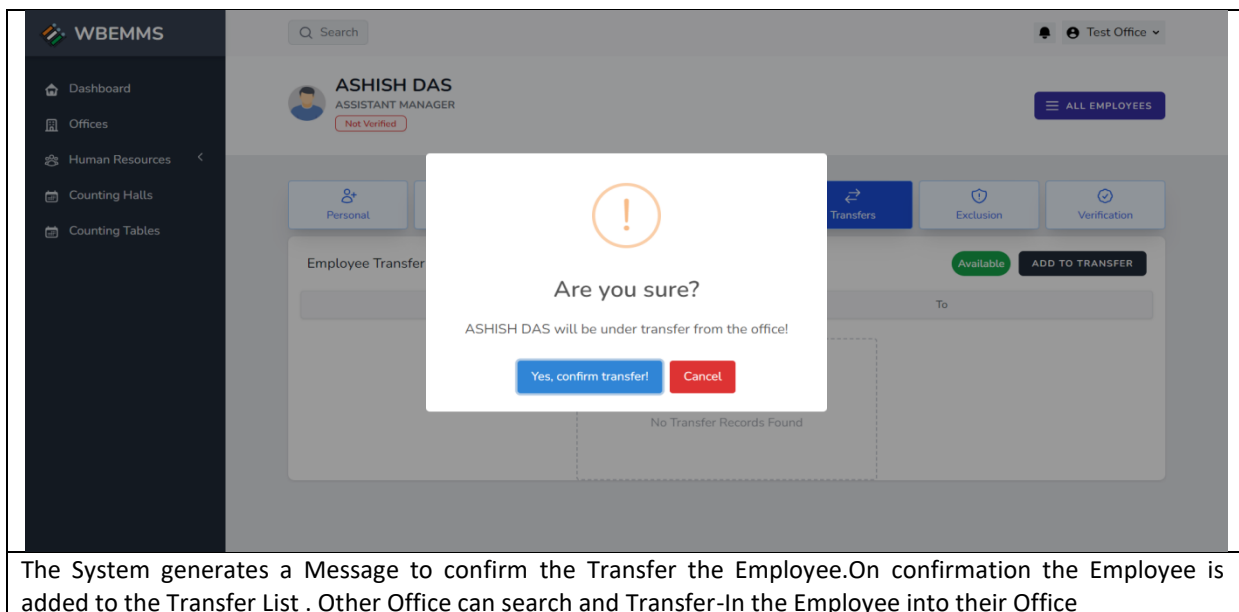 WBEMMS
Search
Test Office
Dashboard
Offices
Human Resources
Counting Halls
Counting Tables
ASHISH DAS
ASSISTANT MANAGER
Not Verified
ALL EMPLOYEES
Personal
Transfers
Exclusion
Verification
Employee Transfer
Available
ADD TO TRANSFER
To
!
Are you sure?
ASHISH DAS will be under transfer from the office!
Yes, confirm transfer!
Cancel
No Transfer Records Found
The System generates a Message to confirm the Transfer the Employee.On confirmation the Employee is
added to the Transfer List . Other Office can search and Transfer-In the Employee into their Office